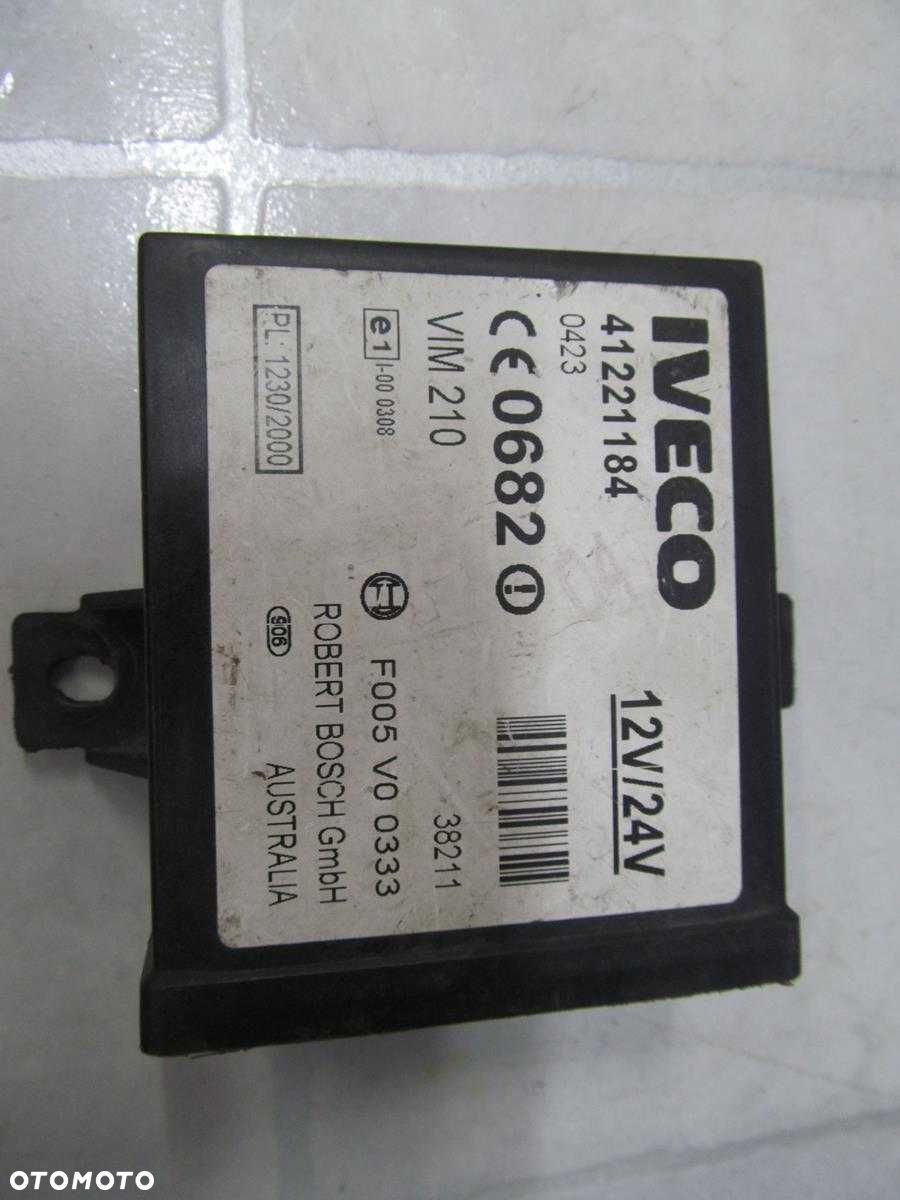 IVECO
12V/24V
41221184
0423
CE 0682
VIM 210
38211
e1 I-00 0308
F005 V0 0333
ROBERT BOSCH GmbH
PL: 1230/2000
906
AUSTRALIA
OTOMOTO